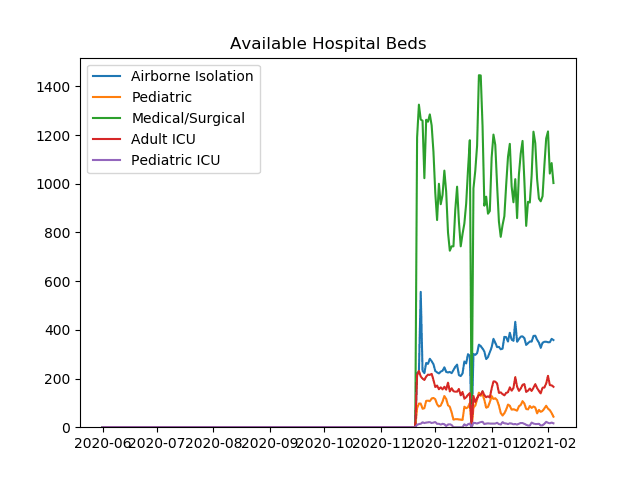 Available Hospital Beds
Airborne Isolation
Pediatric
Medical/Surgical
Adult ICU
Pediatric ICU
1400
1200
1000
800
600
400
200
0
2020-06 2020-07 2020-08 2020-09 2020-10 2020-11 2020-12 2021-01 2021-02